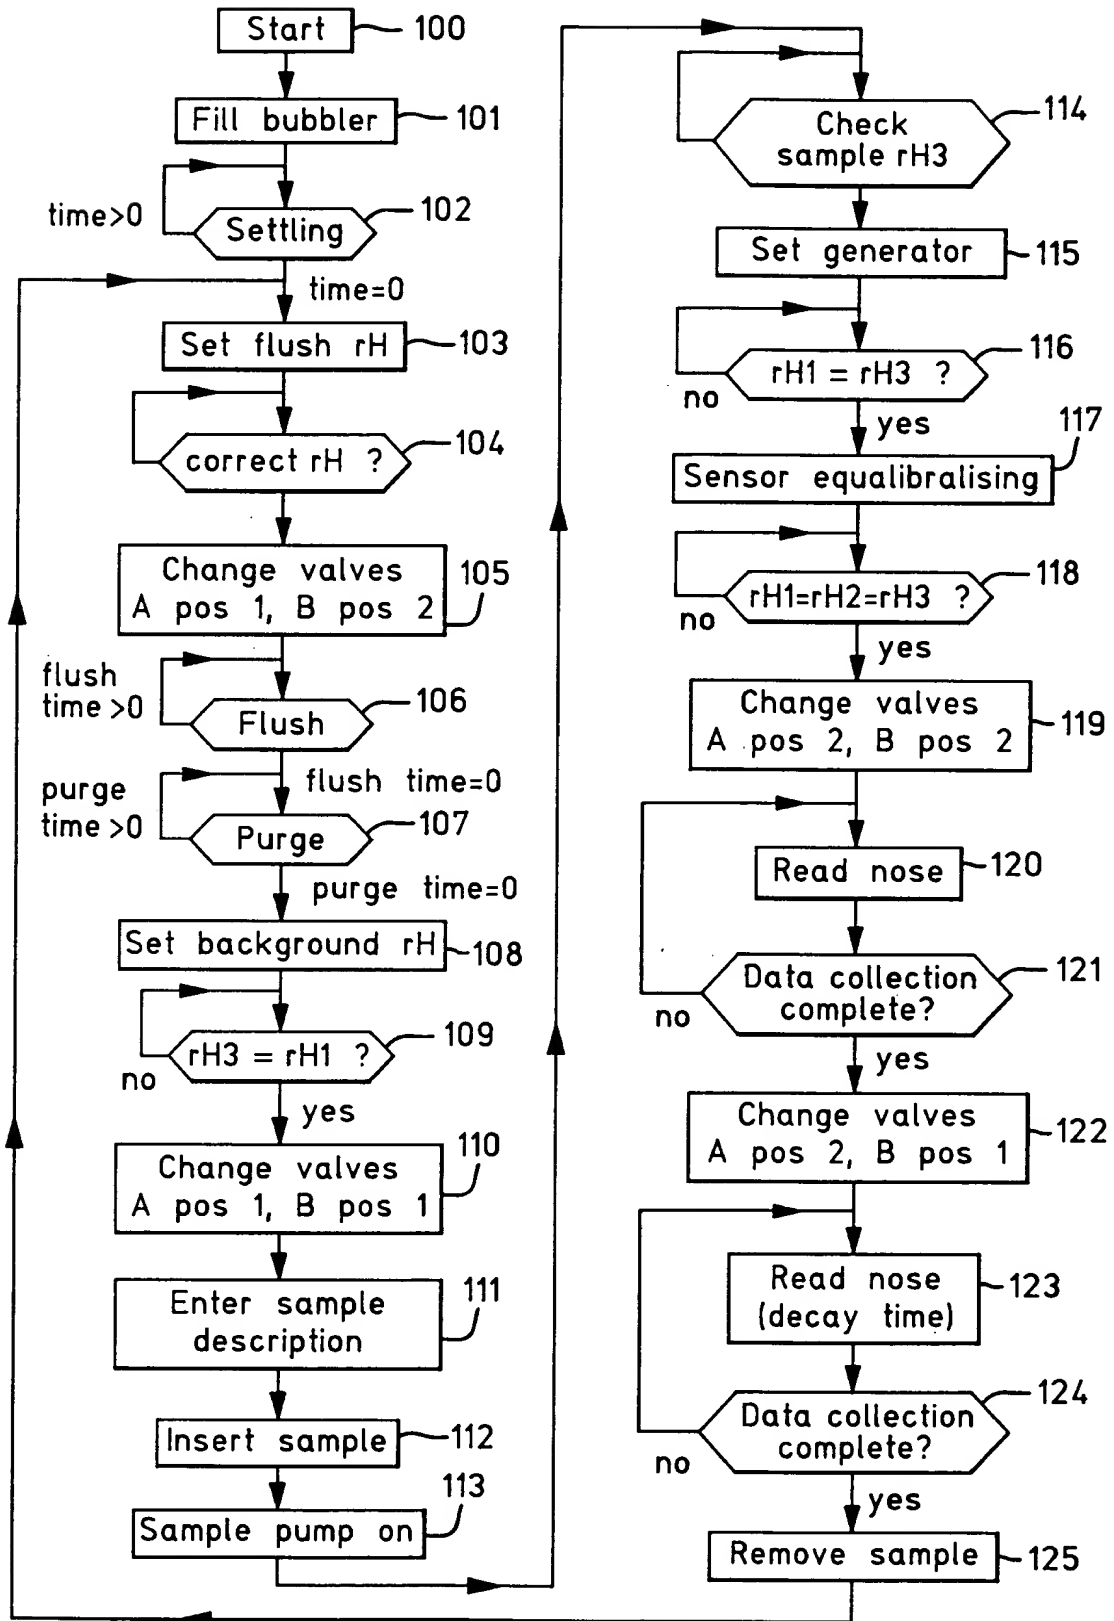 Start
100
Fill bubbler
101
time>0
Settling
102
time=0
Set flush rH
103
correct rH ?
104
Change valves
A pos 1, B pos 2
105
flush
time>0
Flush
106
flush time=0
purge
time>0
Purge
107
purge time=0
Set background rH
108
rH3 = rH1 ?
109
no
yes
Change valves
A pos 1, B pos 1
110
Enter sample
description
111
Insert sample
112
Sample pump on
113
Check
sample rH3
114
Set generator
115
rH1 = rH3 ?
116
no
yes
Sensor equalibralising
117
rH1=rH2=rH3 ?
118
no
yes
Change valves
A pos 2, B pos 2
119
Read nose
120
Data collection
complete?
121
no
yes
Change valves
A pos 2, B pos 1
122
Read nose
(decay time)
123
Data collection
complete?
124
no
yes
Remove sample
125